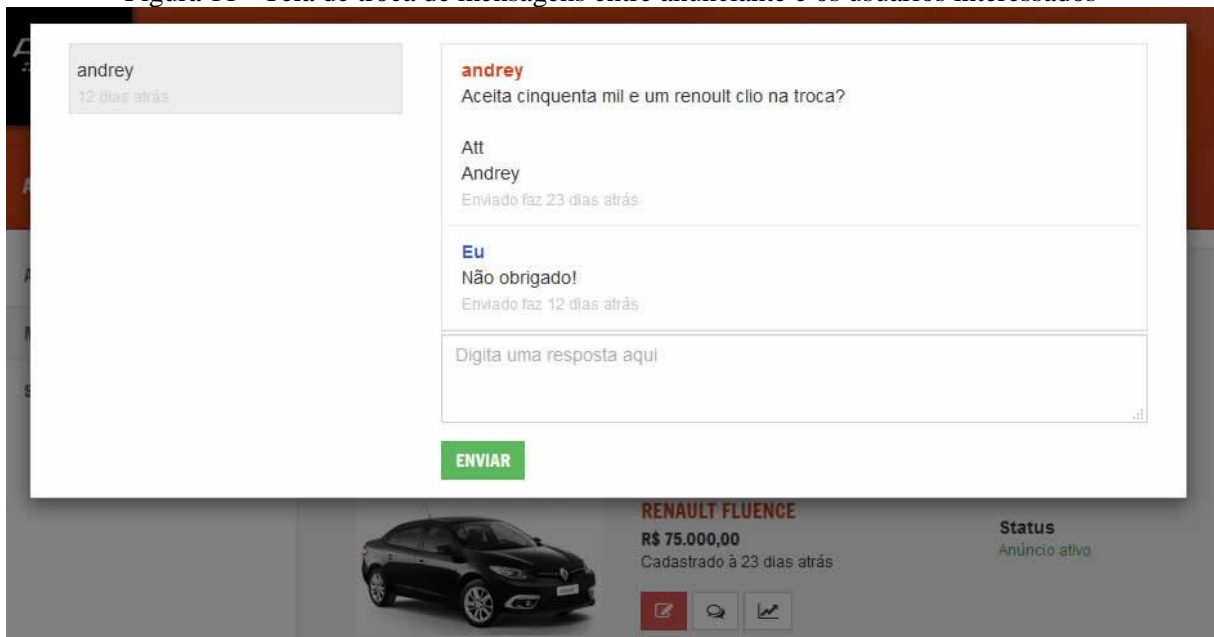 andrey
12 dias atrás
andrey
Aceita cinquenta mil e um renoult clio na troca?
Att
Andrey
Enviado faz 23 dias atrás
Eu
Não obrigado!
Enviado faz 12 dias atrás
Digita uma resposta aqui
ENVIAR
RENAULT FLUENCE
R$ 75.000,00
Cadastrado à 23 dias atrás
Status
Anúncio ativo